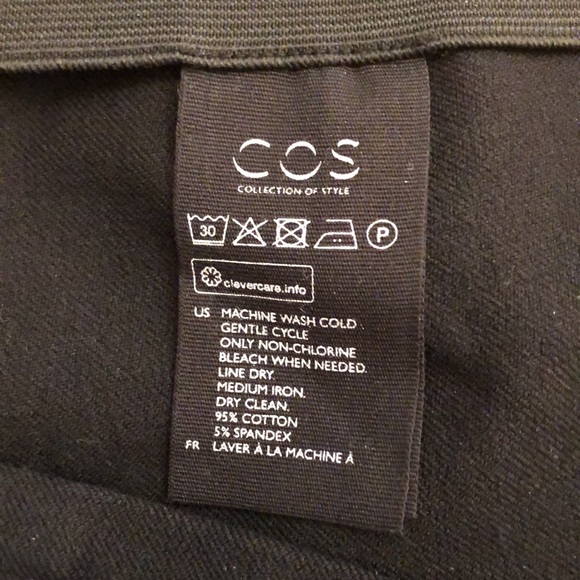 COS
COLLECTION OF STYLE
30 P
clevercare.info
US MACHINE WASH COLD
GENTLE CYCLE
ONLY NON-CHLORINE
BLEACH WHEN NEEDED.
LINE DRY.
MEDIUM IRON.
DRY CLEAN.
95% COTTON
5% SPANDEX
FR LAVER À LA MACHINE À